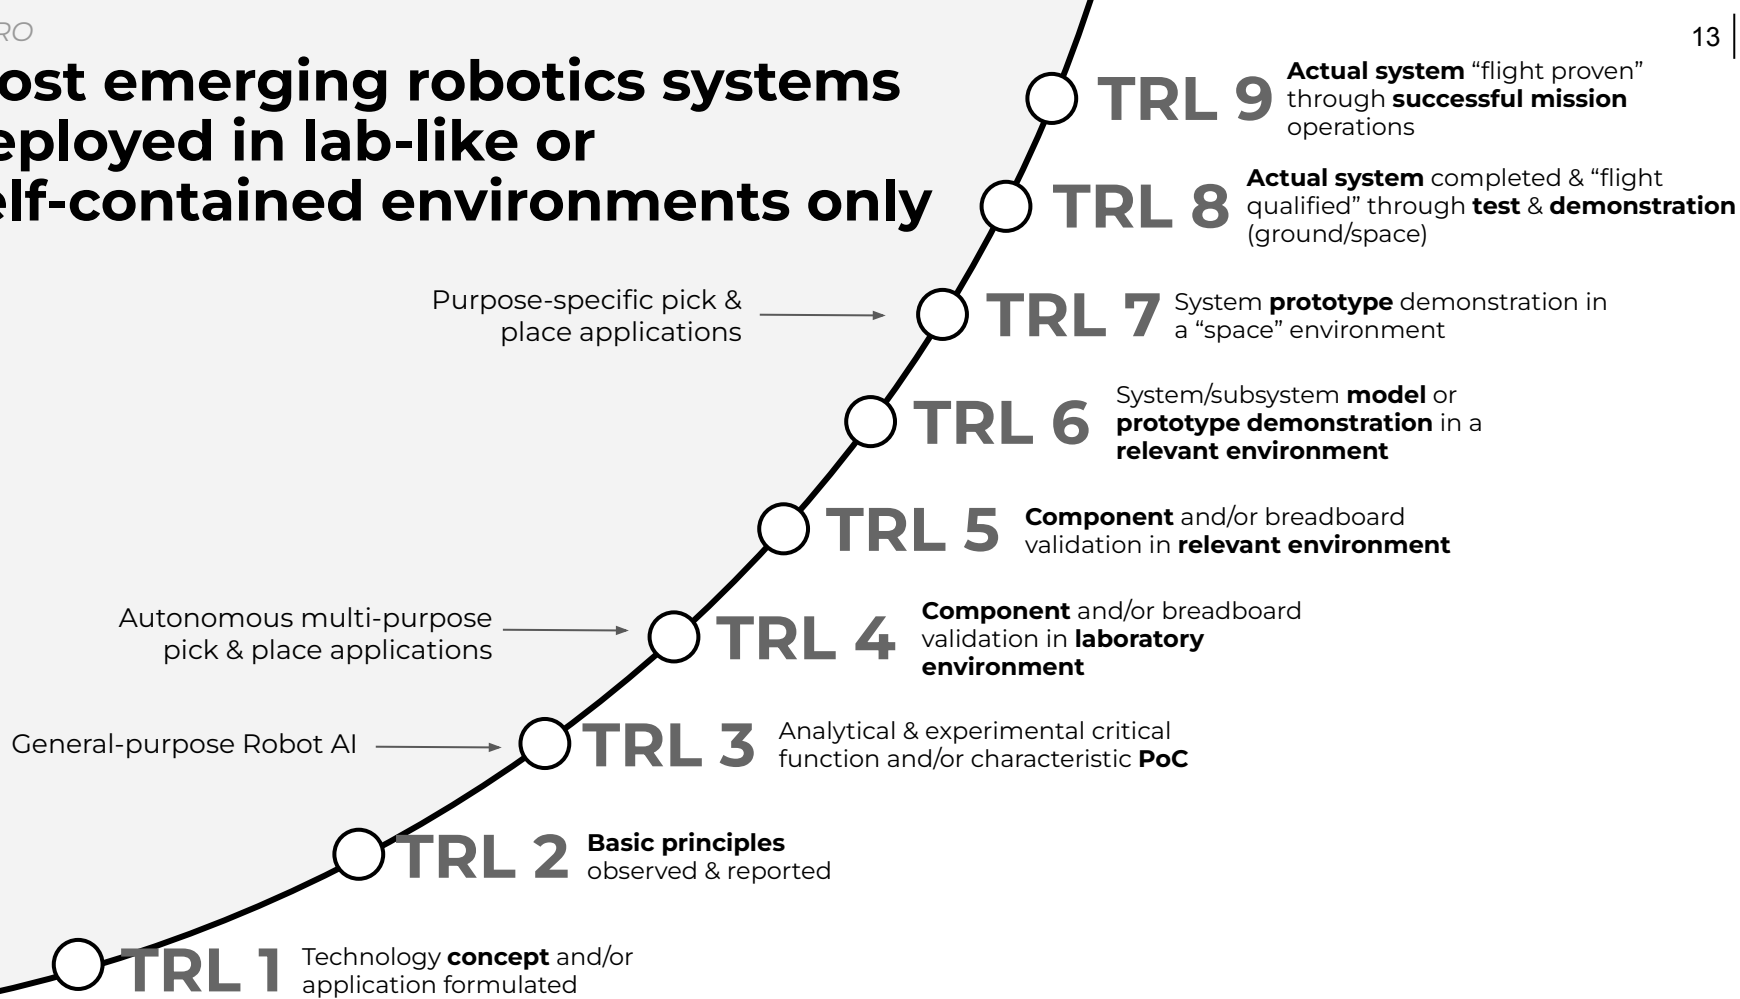 RO
13
ost emerging robotics systems
eployed in lab-like or
elf-contained environments only
TRL 9
Actual system “flight proven”
through successful mission
operations
TRL 8
Actual system completed & “flight
qualified” through test & demonstration
(ground/space)
Purpose-specific pick &
place applications
TRL 7
System prototype demonstration in
a “space” environment
TRL 6
System/subsystem model or
prototype demonstration in a
relevant environment
TRL 5
Component and/or breadboard
validation in relevant environment
Autonomous multi-purpose
pick & place applications
TRL 4
Component and/or breadboard
validation in laboratory
environment
General-purpose Robot AI
TRL 3
Analytical & experimental critical
function and/or characteristic PoC
TRL 2
Basic principles
observed & reported
TRL 1
Technology concept and/or
application formulated